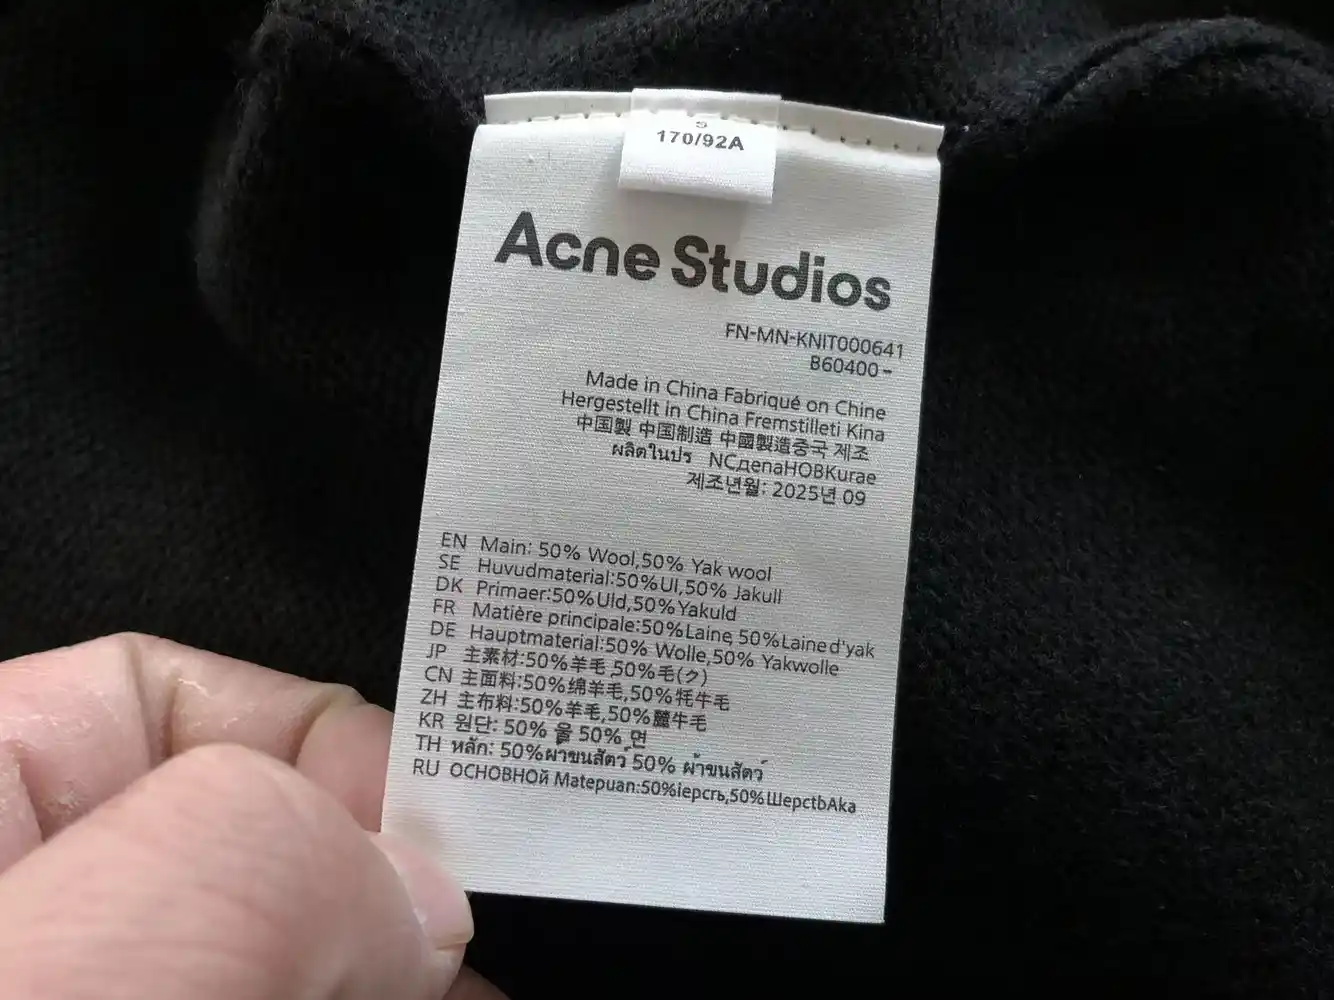 S
170/92A
Acne Studios
FN-MN-KNIT000641
B60400-
Made in China Fabriqué on Chine
Hergestellt in China Fremstilleti Kina
中国製 中国制造 中國製造중국 제조
ผลิตในปร NCдenaHOBKurae
제조년월: 2025년 09
EN Main: 50% Wool,50% Yak wool
SE Huvudmaterial:50%Ul,50% Jakull
DK Primaer:50%Uld,50%Yakuld
FR Matière principale:50%Laine, 50%Lained'yak
DE Hauptmaterial:50% Wolle,50% Yakwolle
JP 主素材:50%羊毛,50%毛(ク)
CN 主面料:50%绵羊毛,50%牦牛毛
ZH 主布料:50%羊毛,50%犛牛毛
KR 원단: 50% 울 50% 면
TH หลัก: 50%ผาขนสัตว์ 50% ผ้าขนสัตว์
RU ОСНОВНОй Matepuan:50%iepcrь,50%ШерctbAka